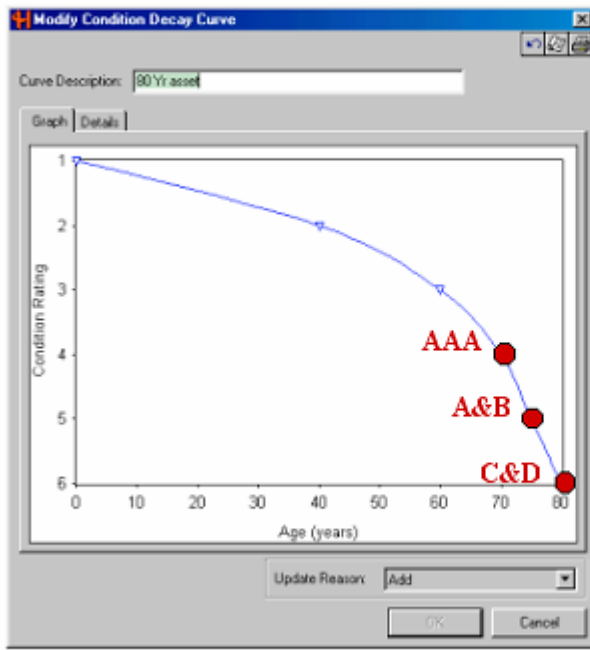 Modify Condition Decay Curve
Curve Description: 80 Yr asset
Graph Details
1
2
3
4
5
6
Condition Rating
AAA
A&B
C&D
0 10 20 30 40 50 60 70 80
Age (years)
Update Reason: Add
OK Cancel